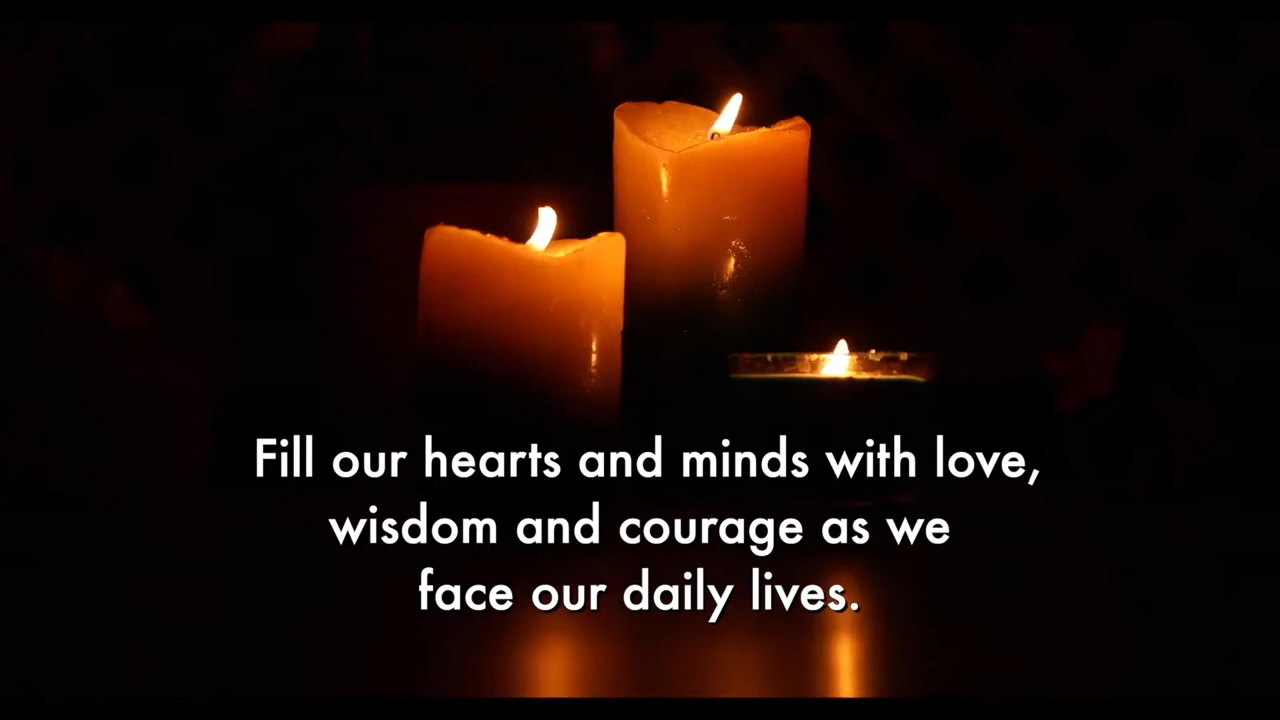 Fill our hearts and minds with love,
wisdom and courage as we
face our daily lives.